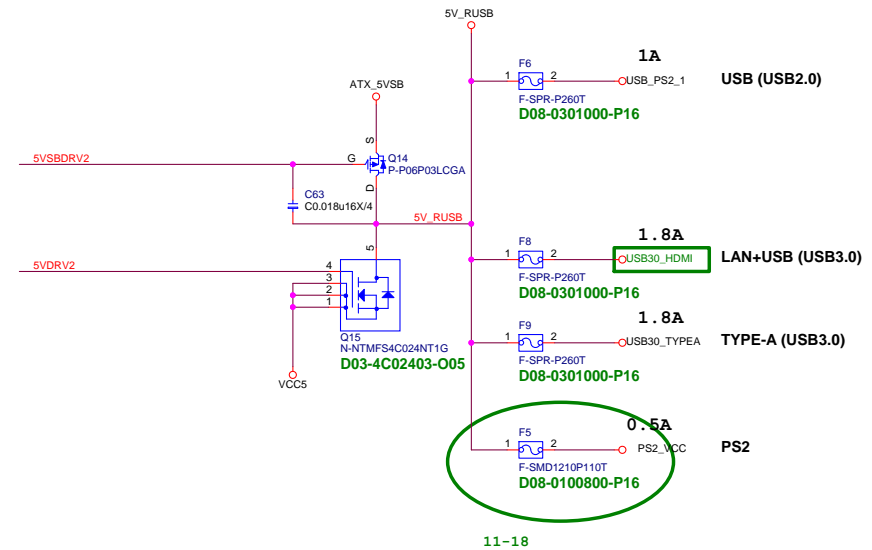 5V_RUSB
1A
F6
1 2
USB_PS2_1
USB (USB2.0)
F-SPR-P260T
D08-0301000-P16
ATX_5VSB
S
5VSBDRV2
G
Q14
P-P06P03LCGA
D
C63
C0.018u16X/4
5V_RUSB
1.8A
F8
1 2
USB30_HDMI
LAN+USB (USB3.0)
F-SPR-P260T
D08-0301000-P16
5
5VDRV2
4
3
2
1
Q15
N-NTMFS4C024NT1G
D03-4C02403-O05
VCC5
1.8A
F9
1 2
USB30_TYPEA
TYPE-A (USB3.0)
F-SPR-P260T
D08-0301000-P16
0.5A
F5
1 2
PS2_VCC
PS2
F-SMD1210P110T
D08-0100800-P16
11-18